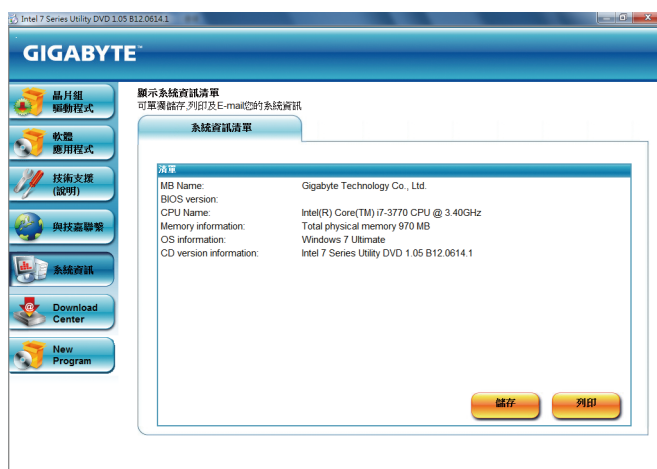 Intel 7 Series Utility DVD 1.05 B12.0614.1
GIGABYTE™
晶片組
驅動程式
軟體
應用程式
技術支援
(說明)
與技嘉聯繫
系統資訊
Download
Center
New
Program
顯示系統資訊清單
可單獨儲存,列印及E-mail您的系統資訊
系統資訊清單
清單
MB Name: Gigabyte Technology Co., Ltd.
BIOS version:
CPU Name: Intel(R) Core(TM) i7-3770 CPU @ 3.40GHz
Memory information: Total physical memory 970 MB
OS information: Windows 7 Ultimate
CD version information: Intel 7 Series Utility DVD 1.05 B12.0614.1
儲存
列印